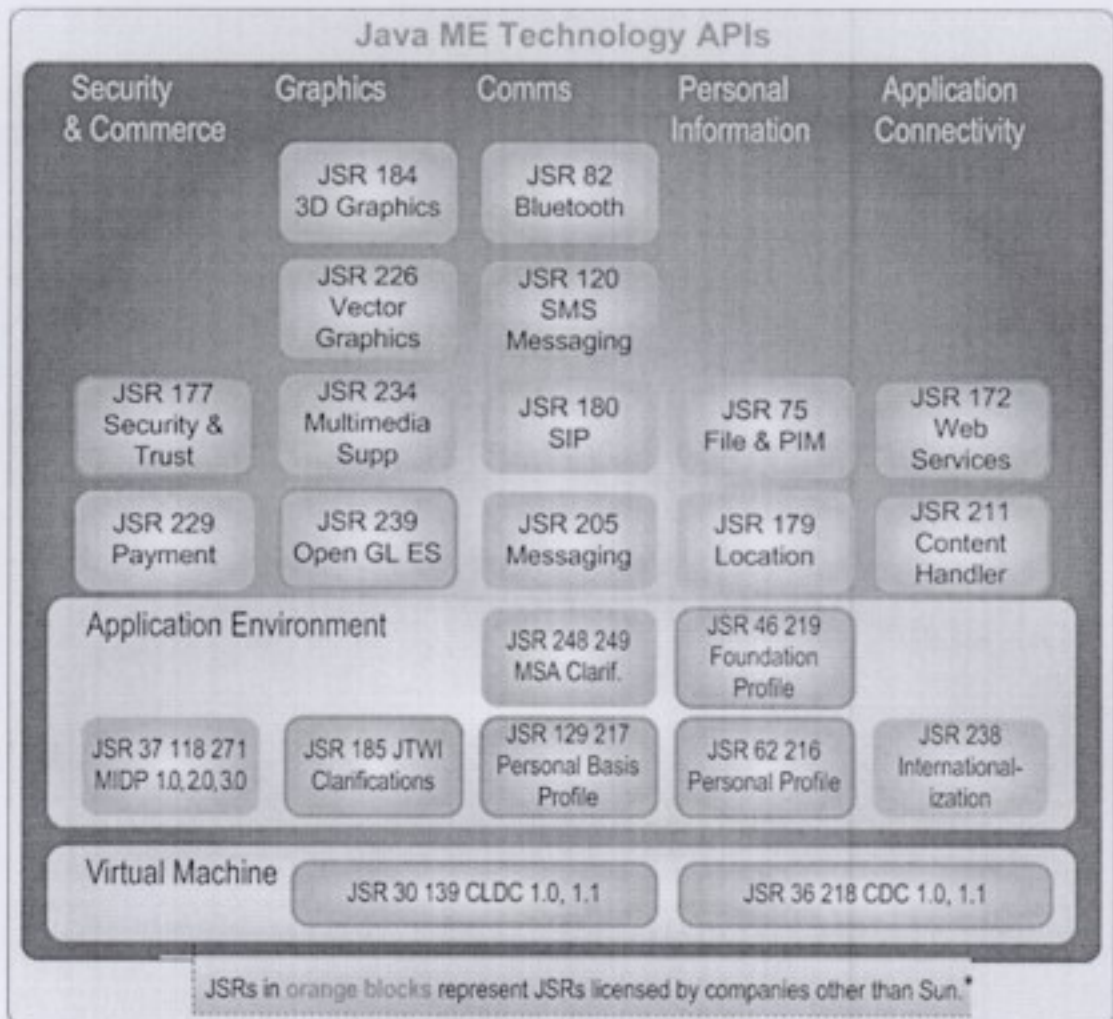 Java ME Technology APIs
Security
& Commerce
Graphics
Comms
Personal
Information
Application
Connectivity
JSR 184
3D Graphics
JSR 82
Bluetooth
JSR 226
Vector
Graphics
JSR 120
SMS
Messaging
JSR 177
Security &
Trust
JSR 234
Multimedia
Supp
JSR 180
SIP
JSR 75
File & PIM
JSR 172
Web
Services
JSR 229
Payment
JSR 239
Open GL ES
JSR 205
Messaging
JSR 179
Location
JSR 211
Content
Handler
Application Environment
JSR 248 249
MSA Clarif.
JSR 46 219
Foundation
Profile
JSR 37 118 271
MIDP 1.0, 2.0, 3.0
JSR 185 JTWI
Clarifications
JSR 129 217
Personal Basis
Profile
JSR 62 216
Personal Profile
JSR 238
International-
ization
Virtual Machine
JSR 30 139 CLDC 1.0, 1.1
JSR 36 218 CDC 1.0, 1.1
JSRs in orange blocks represent JSRs licensed by companies other than Sun.*